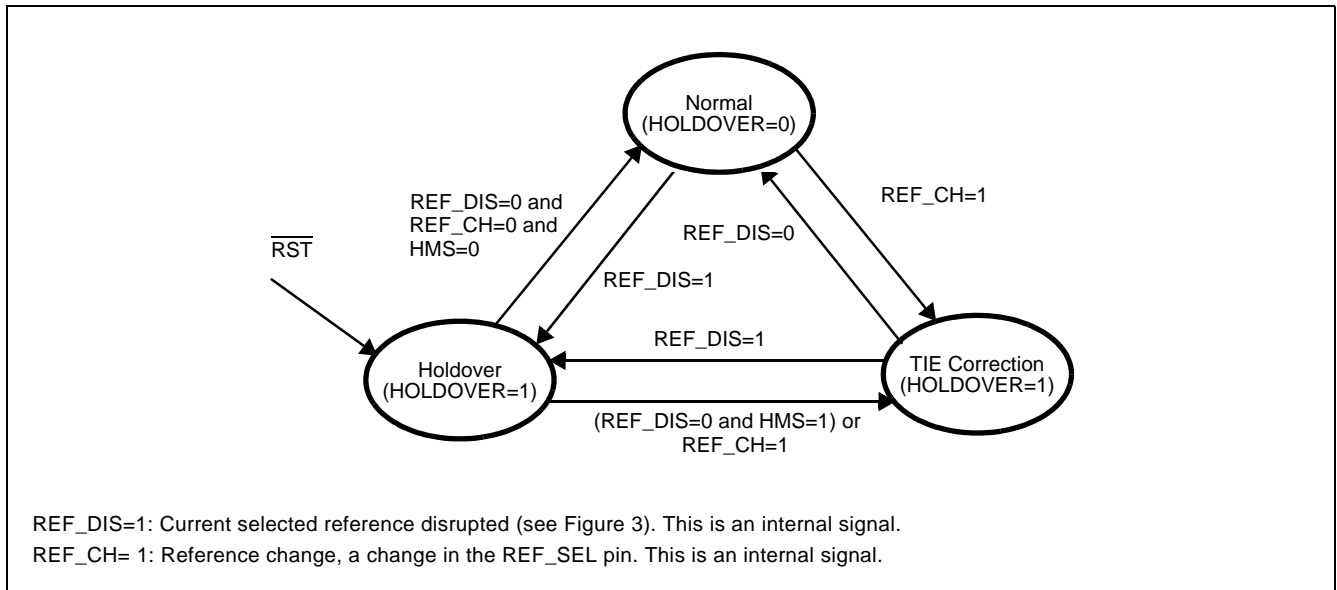 Normal
(HOLDOVER=0)
REF_DIS=0 and
REF_CH=0 and
HMS=0
REF_CH=1
REF_DIS=0
RST
REF_DIS=1
REF_DIS=1
Holdover
(HOLDOVER=1)
TIE Correction
(HOLDOVER=1)
(REF_DIS=0 and HMS=1) or
REF_CH=1
REF_DIS=1: Current selected reference disrupted (see Figure 3). This is an internal signal.
REF_CH= 1: Reference change, a change in the REF_SEL pin. This is an internal signal.